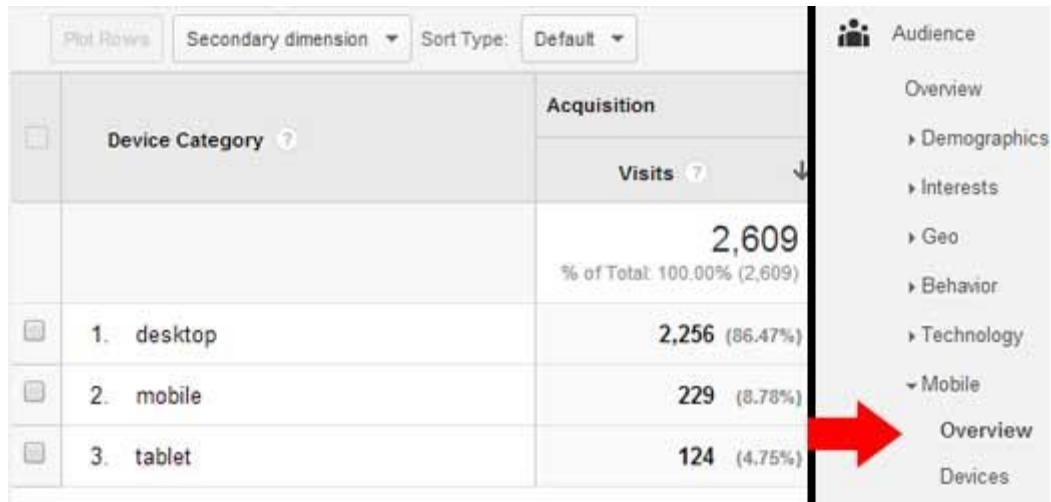 Plot Rows Secondary dimension Sort Type: Default
Device Category ?
Acquisition
Visits ?
2,609
% of Total: 100.00% (2,609)
1. desktop 2,256 (86.47%)
2. mobile 229 (8.78%)
3. tablet 124 (4.75%)
Audience
Overview
Demographics
Interests
Geo
Behavior
Technology
Mobile
Overview
Devices